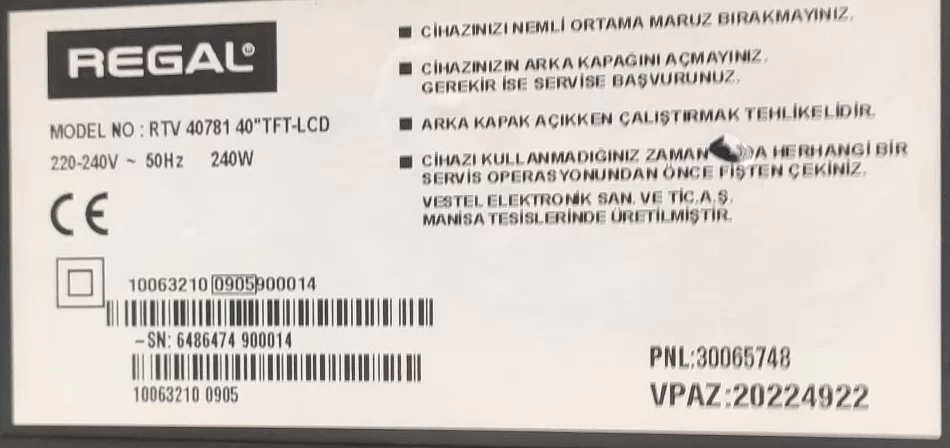 REGAL®
MODEL NO : RTV 40781 40"TFT-LCD
220-240V ~ 50Hz 240W
CE
■ CİHAZINIZI NEMLİ ORTAMA MARUZ BIRAKMAYINIZ.
■ CİHAZINIZIN ARKA KAPAĞINI AÇMAYINIZ.
GEREKİR İSE SERVİSE BAŞVURUNUZ.
■ ARKA KAPAK AÇIKKEN ÇALIŞTIRMAK TEHLİKELİDİR.
■ CİHAZI KULLANMADIĞINIZ ZAMAN DA HERHANGİ BİR
SERVİS OPERASYONUNDAN ÖNCE FİŞTEN ÇEKİNİZ.
VESTEL ELEKTRONİK SAN. VE TİC.A.Ş.
MANİSA TESİSLERİNDE ÜRETİLMİŞTİR.
10063210 0905900014
-SN: 6486474 900014
10063210 0905
PNL:30065748
VPAZ:20224922